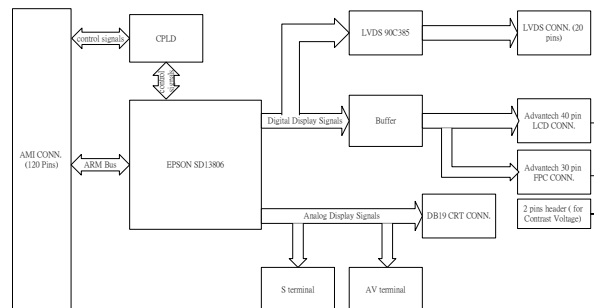 control signals
CPLD
LVDS 90C385
LVDS CONN. (20
pins)
control
signals
Digital Display Signals
Buffer
Advantech 40 pin
LCD CONN.
AMI CONN.
(120 Pins)
ARM Bus
EPSON SD13806
Advantech 30 pin
FPC CONN.
2 pins header ( for
Contrast Voltage)
Analog Display Signals
DB19 CRT CONN.
S terminal
AV terminal